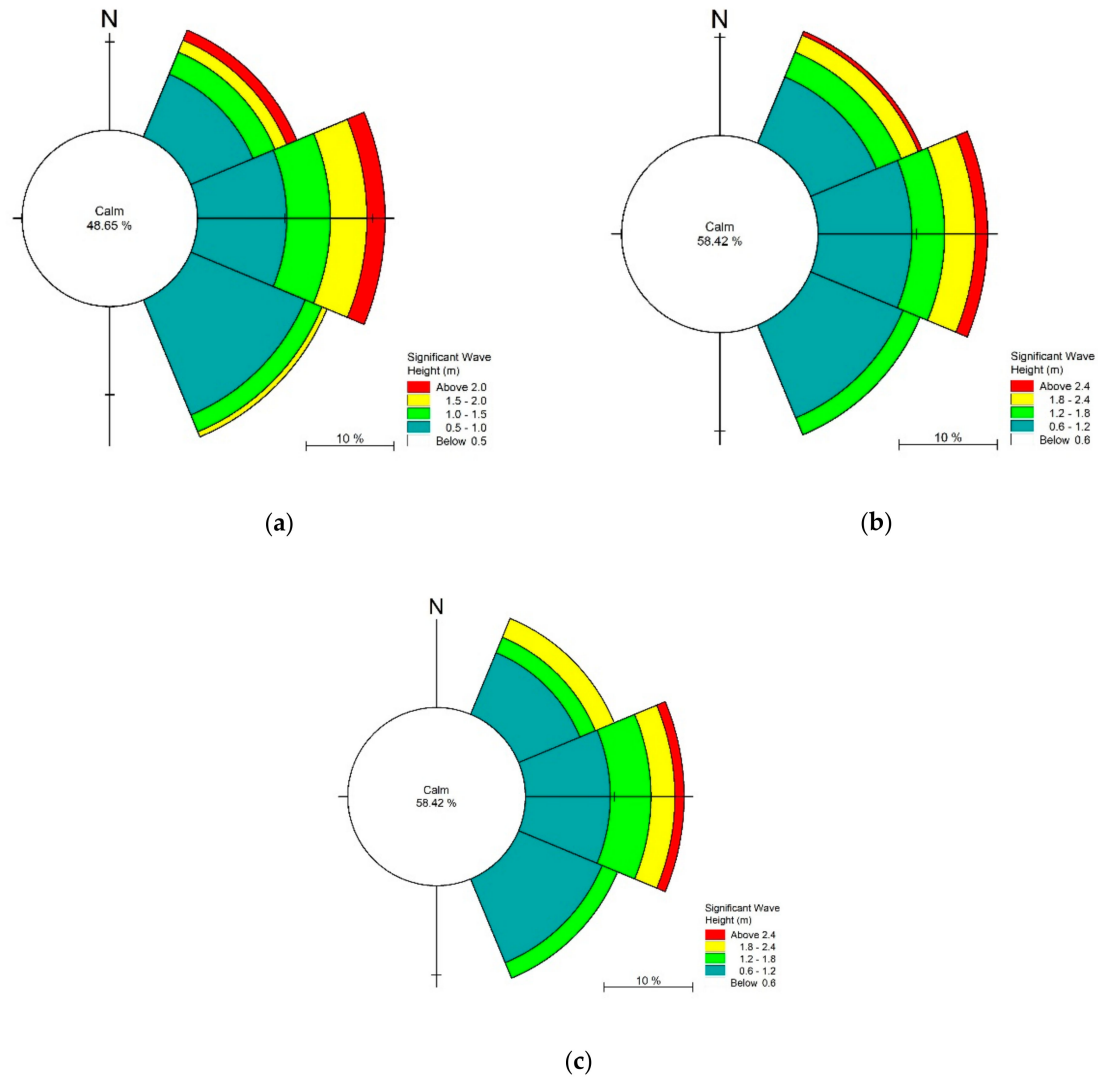 N
Calm
48.65 %
Significant Wave
Height (m)
Above 2.0
1.5 - 2.0
1.0 - 1.5
0.5 - 1.0
Below 0.5
10 %
(a)
N
Calm
58.42 %
Significant Wave
Height (m)
Above 2.4
1.8 - 2.4
1.2 - 1.8
0.6 - 1.2
Below 0.6
10 %
(b)
N
Calm
58.42 %
Significant Wave
Height (m)
Above 2.4
1.8 - 2.4
1.2 - 1.8
0.6 - 1.2
Below 0.6
10 %
(c)